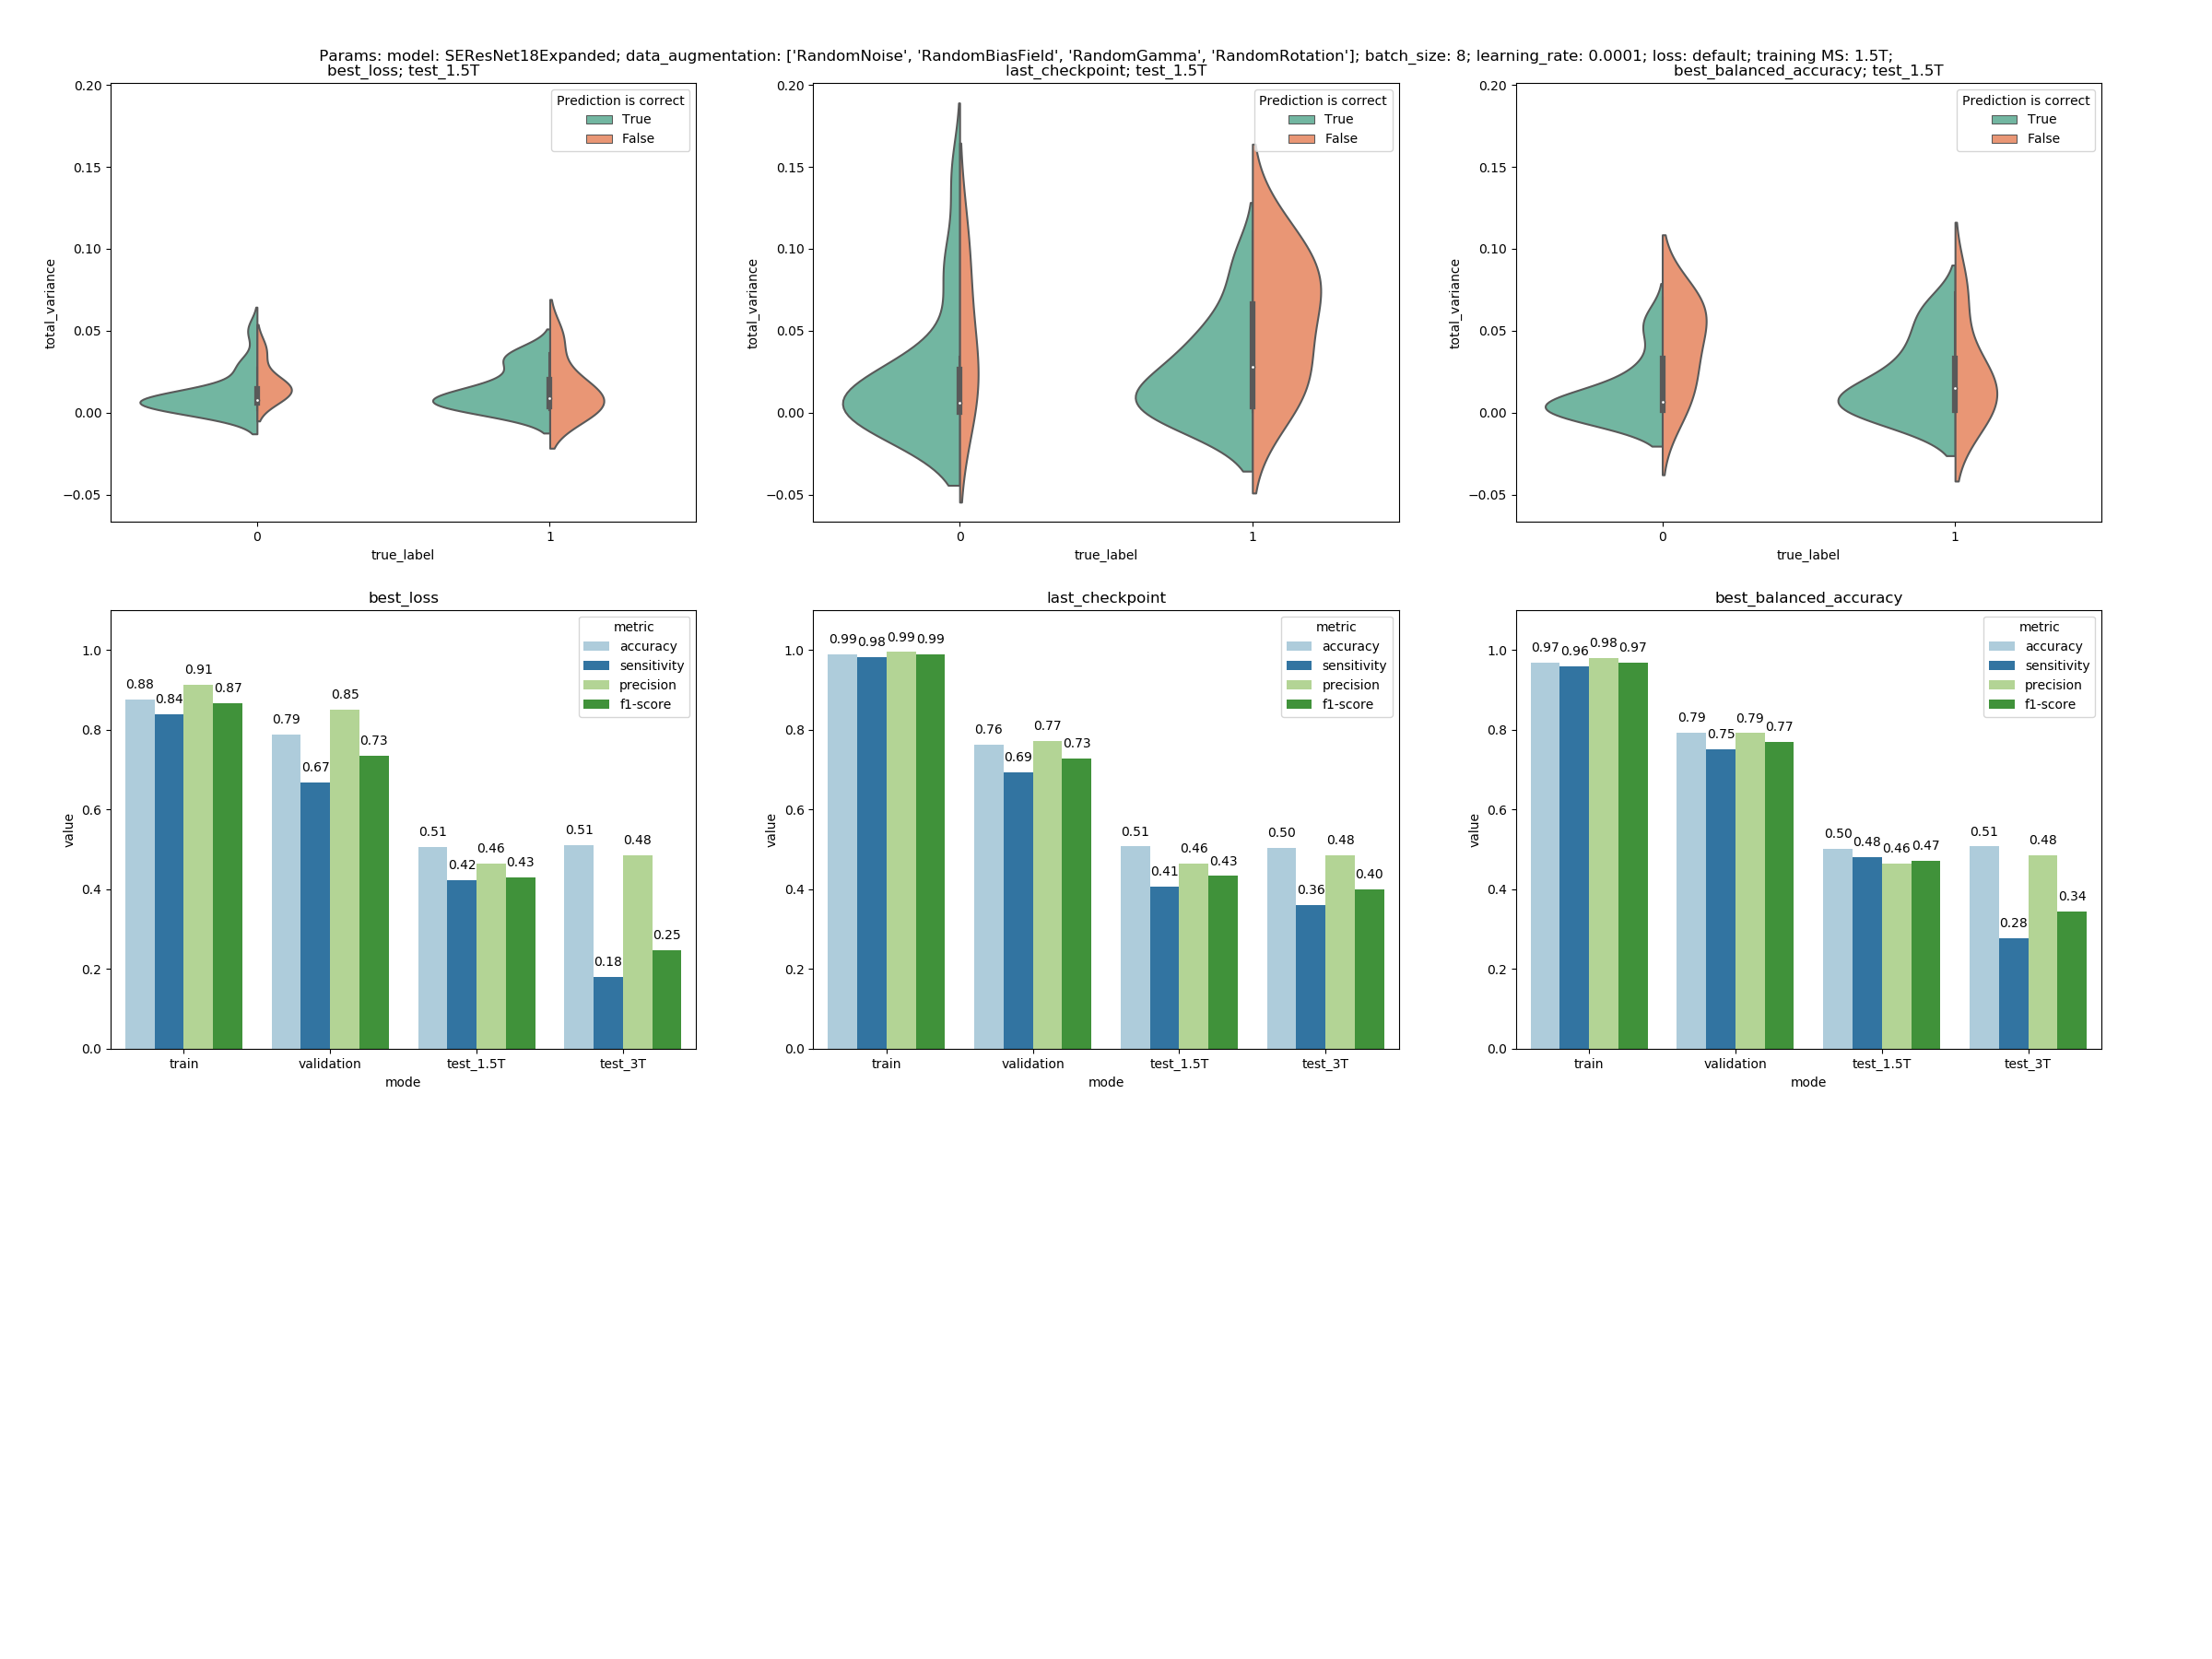 Params: model: SEResNet18Expanded; data_augmentation: ['RandomNoise', 'RandomBiasField', 'RandomGamma', 'RandomRotation']; batch_size: 8; learning_rate: 0.0001; loss: default; training MS: 1.5T;
best_loss; test_1.5T
0.20
0.15
0.10
0.05
0.00
−0.05
total_variance
Prediction is correct
True
False
0 1
true_label
last_checkpoint; test_1.5T
0.20
0.15
0.10
0.05
0.00
−0.05
total_variance
Prediction is correct
True
False
0 1
true_label
best_balanced_accuracy; test_1.5T
0.20
0.15
0.10
0.05
0.00
−0.05
total_variance
Prediction is correct
True
False
0 1
true_label
best_loss
1.0
0.8
0.6
0.4
0.2
0.0
value
metric
accuracy
sensitivity
precision
f1-score
0.88 0.84 0.91 0.87
0.79 0.67 0.85 0.73
0.51 0.42 0.46 0.43
0.51 0.18 0.48 0.25
train validation test_1.5T test_3T
mode
last_checkpoint
1.0
0.8
0.6
0.4
0.2
0.0
value
metric
accuracy
sensitivity
precision
f1-score
0.99 0.98 0.99 0.99
0.76 0.69 0.77 0.73
0.51 0.41 0.46 0.43
0.50 0.36 0.48 0.40
train validation test_1.5T test_3T
mode
best_balanced_accuracy
1.0
0.8
0.6
0.4
0.2
0.0
value
metric
accuracy
sensitivity
precision
f1-score
0.97 0.96 0.98 0.97
0.79 0.75 0.79 0.77
0.50 0.48 0.46 0.47
0.51 0.28 0.48 0.34
train validation test_1.5T test_3T
mode